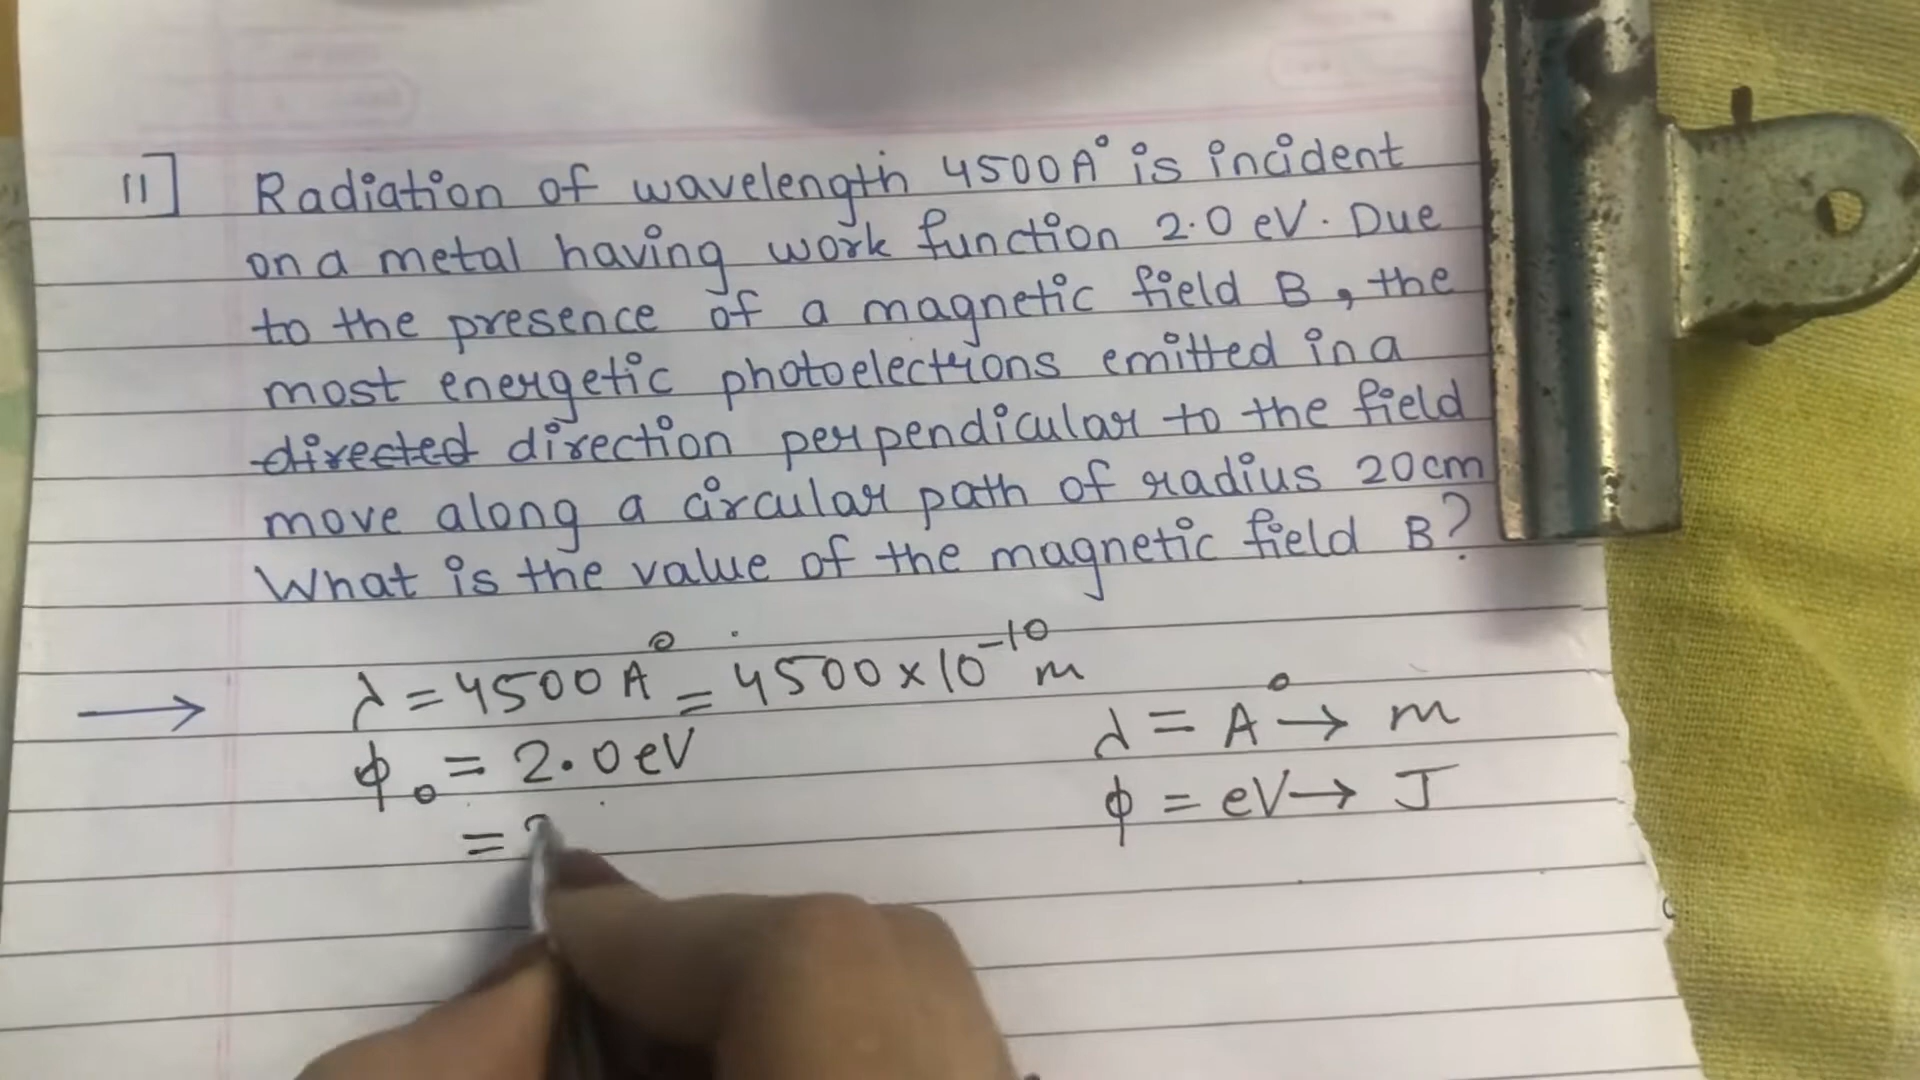 11] Radiation of wavelength 4500A° is incident
on a metal having work function 2.0 eV. Due
to the presence of a magnetic field B, the
most energetic photoelectrons emitted in a
directed direction perpendicular to the field
move along a circular path of radius 20cm
What is the value of the magnetic field B?
→ λ = 4500 A° = 4500 × 10⁻¹⁰ m
λ = A° → m
ϕ₀ = 2.0 eV
ϕ = eV → J
= 2